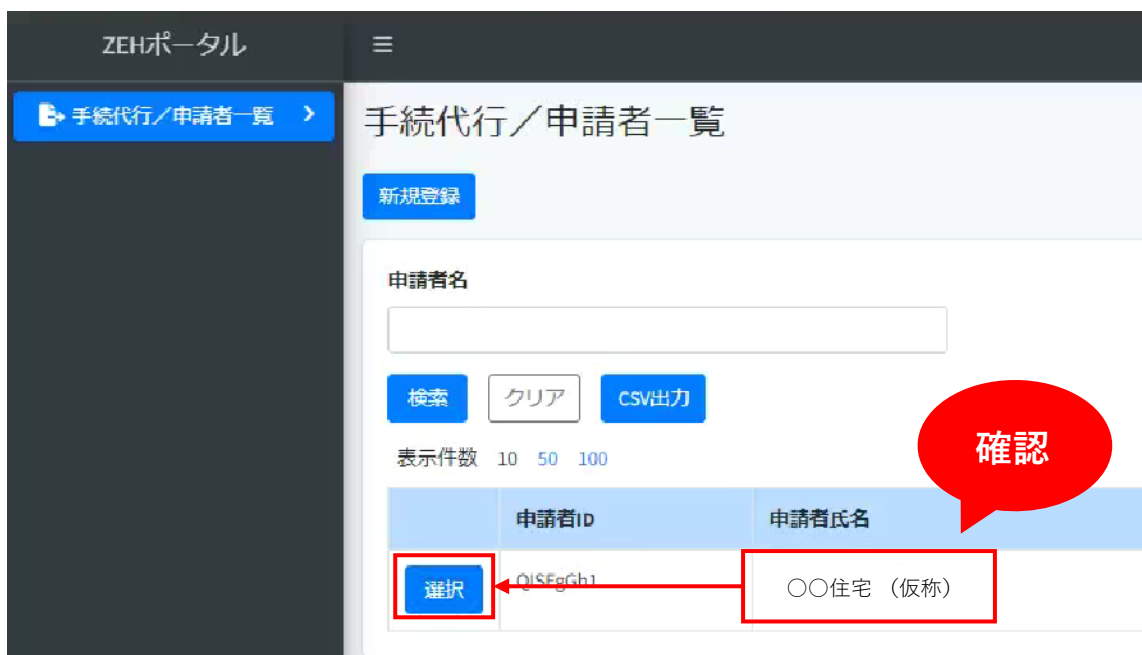 ZEHポータル
手続代行／申請者一覧
手続代行／申請者一覧
新規登録
申請者名
検索 クリア CSV出力
表示件数 10 50 100
確認
申請者ID 申請者氏名
選択 ○○住宅 （仮称）